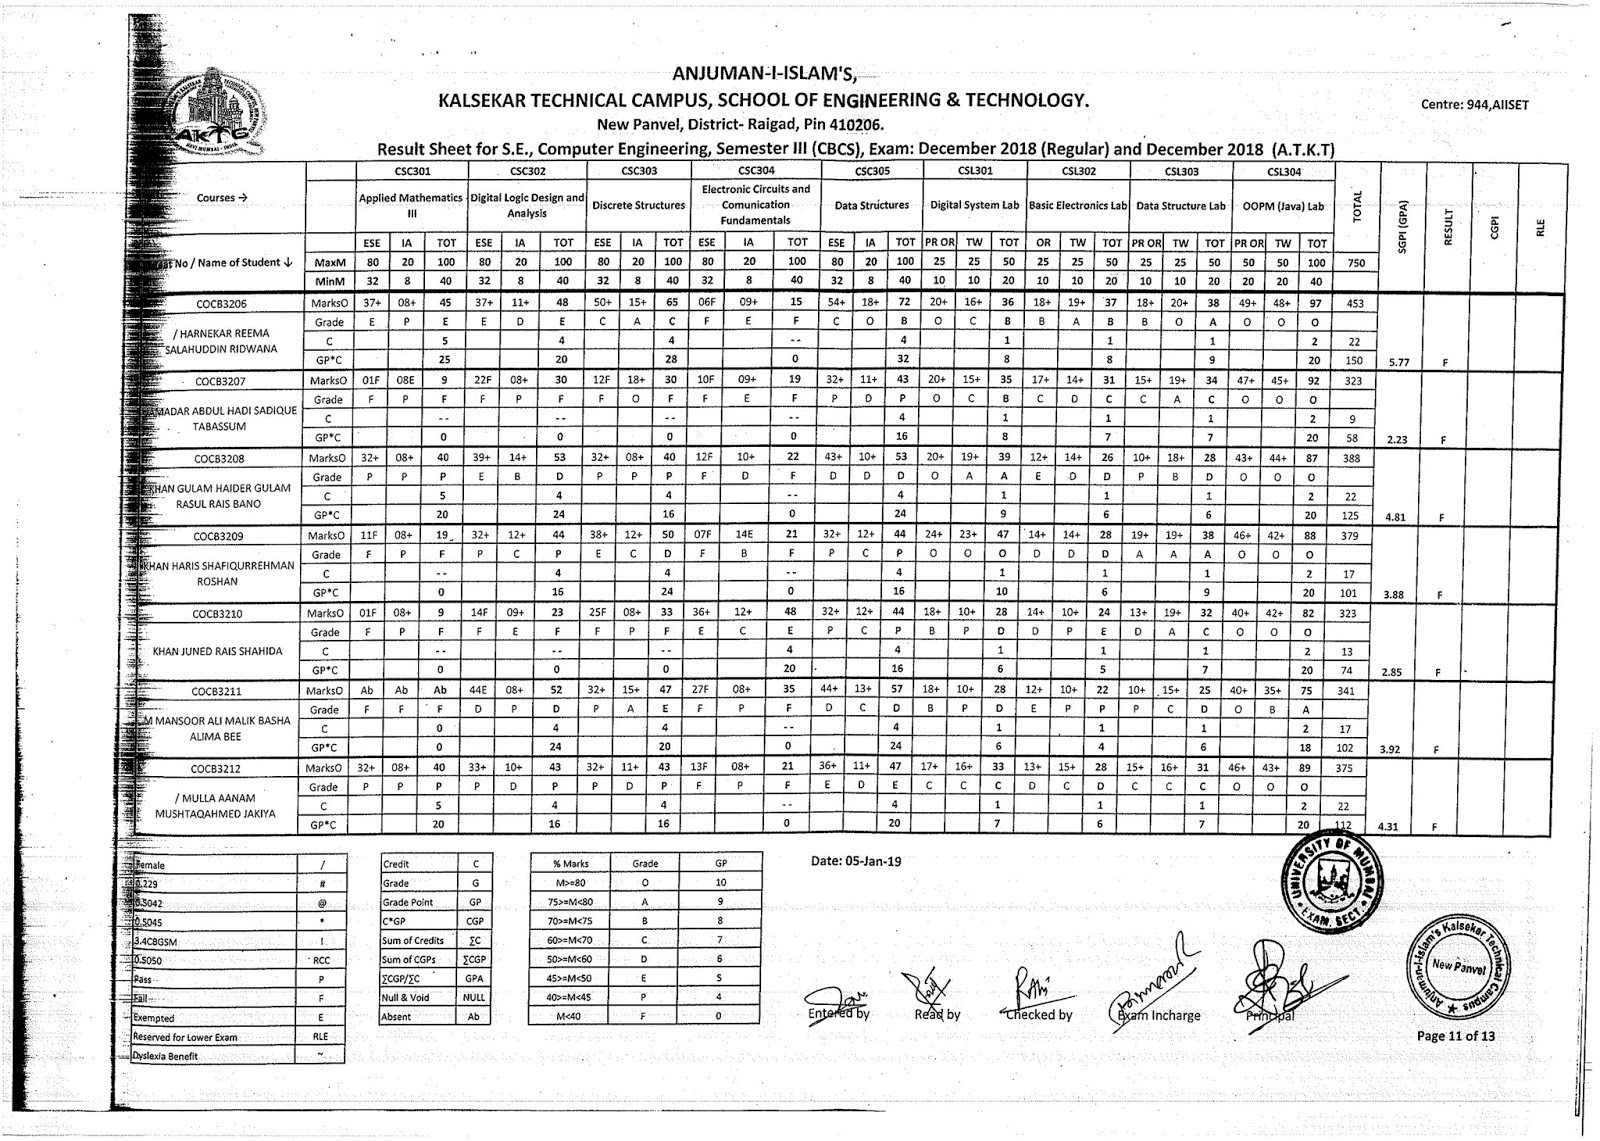 ANJUMAN-I-ISLAM'S,
KALSEKAR TECHNICAL CAMPUS, SCHOOL OF ENGINEERING & TECHNOLOGY.
Centre: 944,AIISET
New Panvel, District- Raigad, Pin 410206.
AKTC
NAVI MUMBAI - INDIA
Result Sheet for S.E., Computer Engineering, Semester III (CBCS), Exam: December 2018 (Regular) and December 2018 (A.T.K.T)
CSC301 CSC302 CSC303 CSC304 CSC305 CSL301 CSL302 CSL303 CSL304
Courses → Applied Mathematics III Digital Logic Design and Analysis Discrete Structures Electronic Circuits and Comunication Fundamentals Data Structures Digital System Lab Basic Electronics Lab Data Structure Lab OOPM (Java) Lab TOTAL SGPI (GPA) RESULT CGPI RLE
ESE IA TOT ESE IA TOT ESE IA TOT ESE IA TOT ESE IA TOT PR OR TW TOT OR TW TOT PR OR TW TOT PR OR TW TOT
No / Name of Student ↓ MaxM 80 20 100 80 20 100 80 20 100 80 20 100 80 20 100 25 25 50 25 25 50 25 25 50 50 50 100 750
MinM 32 8 40 32 8 40 32 8 40 32 8 40 32 8 40 10 10 20 10 10 20 10 10 20 20 20 40
COCB3206 MarksO 37+ 08+ 45 37+ 11+ 48 50+ 15+ 65 06F 09+ 15 54+ 18+ 72 20+ 16+ 36 18+ 19+ 37 18+ 20+ 38 49+ 48+ 97 453
/ HARNEKAR REEMA Grade E P E E D E C A C F E F C O B O C B B A B B O A O O O
SALAHUDDIN RIDWANA C 5 4 4 -- 4 1 1 1 2 22
GP*C 25 20 28 0 32 8 8 9 20 150 5.77 F
COCB3207 MarksO 01F 08E 9 22F 08+ 30 12F 18+ 30 10F 09+ 19 32+ 11+ 43 20+ 15+ 35 17+ 14+ 31 15+ 19+ 34 47+ 45+ 92 323
ABDUL HADI SADIQUE Grade F P F F P F F O F F E F P D P O C B C D C C A C O O O
TABASSUM C -- -- -- -- 4 1 1 1 2 9
GP*C 0 0 0 0 16 8 7 7 20 58 2.23 F
COCB3208 MarksO 32+ 08+ 40 39+ 14+ 53 32+ 08+ 40 12F 10+ 22 43+ 10+ 53 20+ 19+ 39 12+ 14+ 26 10+ 18+ 28 43+ 44+ 87 388
KHAN GULAM HAIDER GULAM Grade P P P E B D P P P F D F D D D O A A E D D P B D O O O
RASUL RAIS BANO C 5 4 4 -- 4 1 1 1 2 22
GP*C 20 24 16 0 24 9 6 6 20 125 4.81 F
COCB3209 MarksO 11F 08+ 19 32+ 12+ 44 38+ 12+ 50 07F 14E 21 32+ 12+ 44 24+ 23+ 47 14+ 14+ 28 19+ 19+ 38 46+ 42+ 88 379
KHAN HARIS SHAFIQURREHMAN Grade F P F P C P E C D F B F P C P O O O D D D A A A O O O
ROSHAN C -- 4 4 -- 4 1 1 1 2 17
GP*C 0 16 24 0 16 10 6 9 20 101 3.88 F
COCB3210 MarksO 01F 08+ 9 14F 09+ 23 25F 08+ 33 36+ 12+ 48 32+ 12+ 44 18+ 10+ 28 14+ 10+ 24 13+ 19+ 32 40+ 42+ 82 323
Grade F P F F E F F P F E C E P C P B P D D P E D A C O O O
KHAN JUNED RAIS SHAHIDA C -- -- -- 4 4 1 1 1 2 13
GP*C 0 0 0 20 16 6 5 7 20 74 2.85 F
COCB3211 MarksO Ab Ab Ab 44E 08+ 52 32+ 15+ 47 27F 08+ 35 44+ 13+ 57 18+ 10+ 28 12+ 10+ 22 10+ 15+ 25 40+ 35+ 75 341
M MANSOOR ALI MALIK BASHA Grade F F F D P D P A E F P F D C D B P D E P P P C D O B A
ALIMA BEE C 0 4 4 -- 4 1 1 1 2 17
GP*C 0 24 20 0 24 6 4 6 18 102 3.92 F
COCB3212 MarksO 32+ 08+ 40 33+ 10+ 43 32+ 11+ 43 13F 08+ 21 36+ 11+ 47 17+ 16+ 33 13+ 15+ 28 15+ 16+ 31 46+ 43+ 89 375
/ MULLA AANAM Grade P P P P D P P D P F P F E D E C C C D C D C C C O O O
MUSHTAQAHMED JAKIYA C 5 4 4 -- 4 1 1 1 2 22
GP*C 20 16 16 0 20 7 6 7 20 112 4.31 F
Female / Credit C % Marks Grade GP
0.229 # Grade G M>=80 O 10
0.5042 @ Grade Point GP 75>=M<80 A 9
0.5045 * C*GP CGP 70>=M<75 B 8
3.4CBGSM ! Sum of Credits ∑C 60>=M<70 C 7
0.5050 RCC Sum of CGPs ∑CGP 50>=M<60 D 6
Pass P ∑CGP/∑C GPA 45>=M<50 E 5
Fail F Null & Void NULL 40>=M<45 P 4
Exempted E Absent Ab M<40 F 0
Reserved for Lower Exam RLE
Dyslexia Benefit ~
Date: 05-Jan-19
UNIVERSITY OF MUMBAI
EXAM. SECT.
Anjuman-I-Islam's Kalsekar Technical Campus
New Panvel
Entered by Read by Checked by Exam Incharge Principal
Page 11 of 13